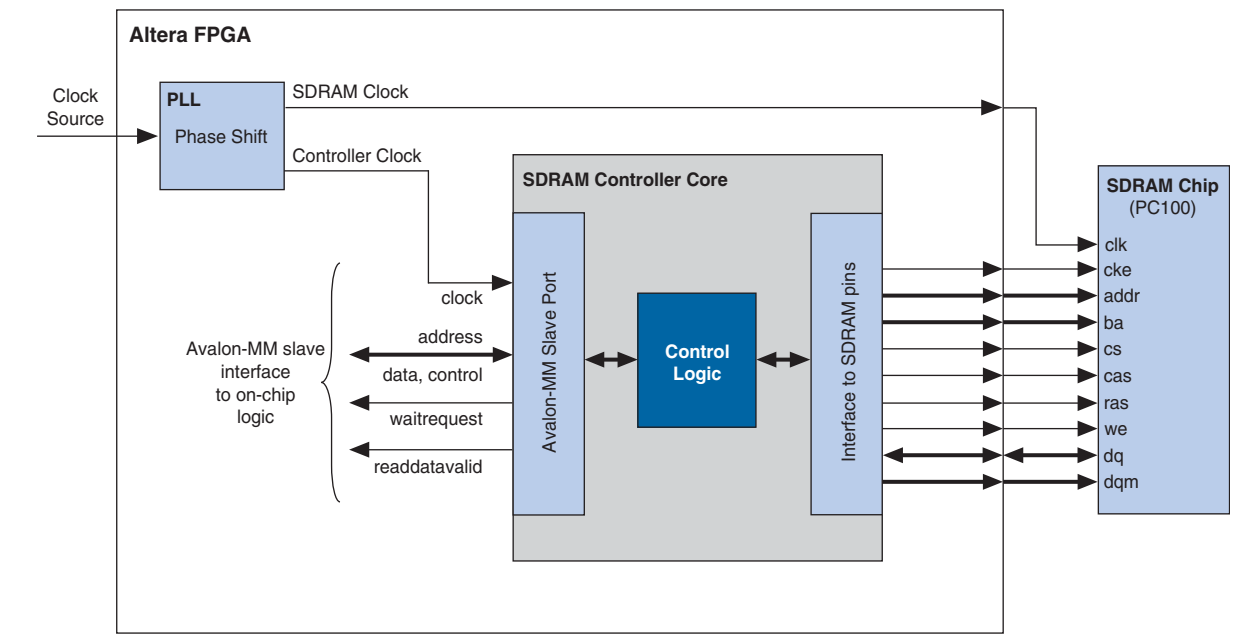 Altera FPGA
Clock
Source
PLL
Phase Shift
SDRAM Clock
Controller Clock
SDRAM Controller Core
Avalon-MM slave
interface
to on-chip
logic
clock
address
data, control
waitrequest
readdatavalid
Avalon-MM Slave Port
Control
Logic
Interface to SDRAM pins
SDRAM Chip
(PC100)
clk
cke
addr
ba
cs
cas
ras
we
dq
dqm